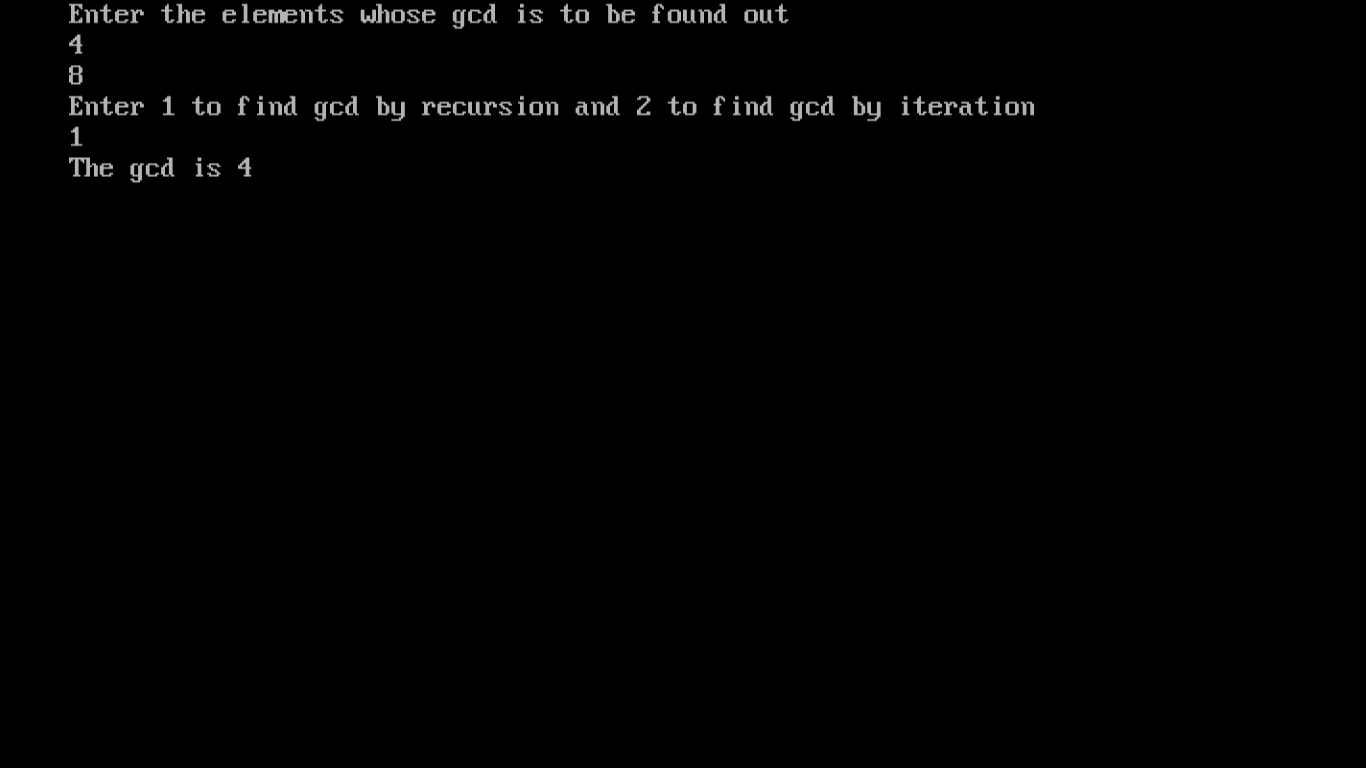 Enter the elements whose gcd is to be found out
4
8
Enter 1 to find gcd by recursion and 2 to find gcd by iteration
1
The gcd is 4